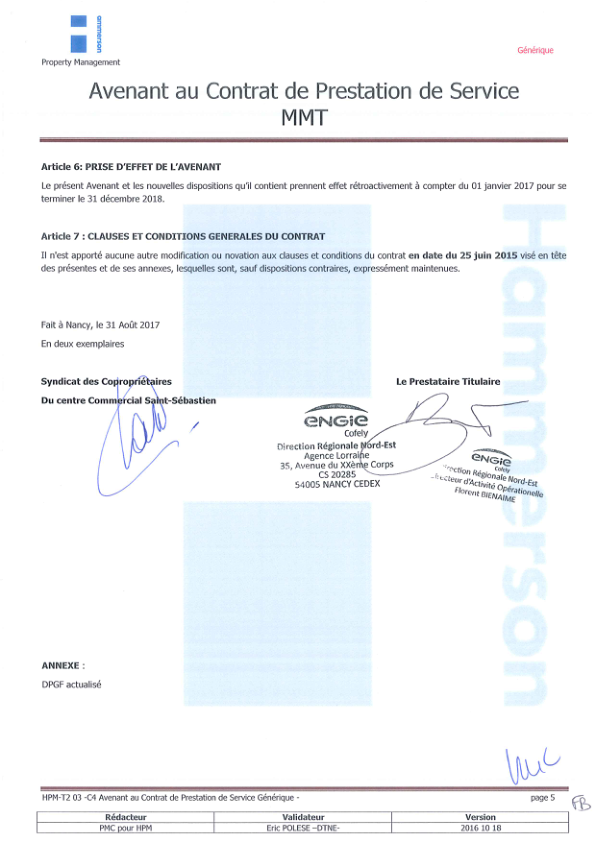 ammerson
Property Management
Générique
Avenant au Contrat de Prestation de Service
MMT
Article 6: PRISE D'EFFET DE L'AVENANT
Le présent Avenant et les nouvelles dispositions qu'il contient prennent effet rétroactivement à compter du 01 janvier 2017 pour se
terminer le 31 décembre 2018.
Article 7 : CLAUSES ET CONDITIONS GENERALES DU CONTRAT
Il n'est apporté aucune autre modification ou novation aux clauses et conditions du contrat en date du 25 juin 2015 visé en tête
des présentes et de ses annexes, lesquelles sont, sauf dispositions contraires, expressément maintenues.
Fait à Nancy, le 31 Août 2017
En deux exemplaires
Syndicat des Copropriétaires
Le Prestataire Titulaire
Du centre Commercial Saint-Sébastien
ENGIE
Cofely
Direction Régionale Nord-Est
Agence Lorraine
35, Avenue du XXème Corps
CS 20285
54005 NANCY CEDEX
ENGIE
Cofely
Direction Régionale Nord-Est
Directeur d'Activité Opérationelle
Florent BIENAIME
Hammerson
ANNEXE :
DPGF actualisé
HPM-T2 03 -C4 Avenant au Contrat de Prestation de Service Générique -
page 5
FB
Rédacteur Validateur Version
PMC pour HPM Eric POLESE –DTNE- 2016 10 18